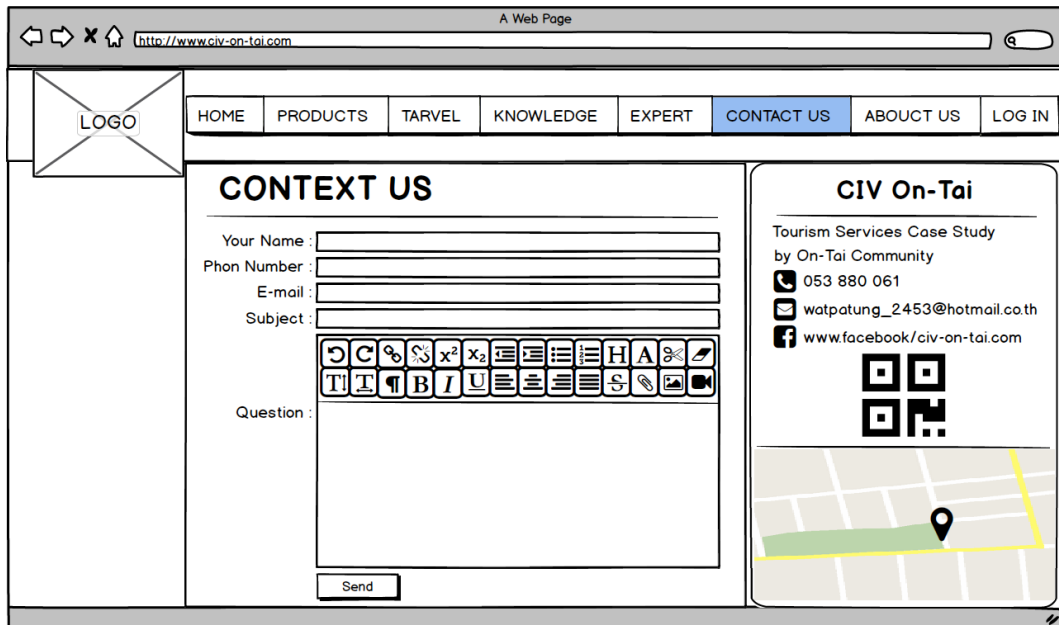 A Web Page
http://www.civ-on-tai.com
LOGO
HOME PRODUCTS TARVEL KNOWLEDGE EXPERT CONTACT US ABOUCT US LOG IN
CONTEXT US
Your Name :
Phon Number :
E-mail :
Subject :
Question :
Send
CIV On-Tai
Tourism Services Case Study
by On-Tai Community
053 880 061
watpatung_2453@hotmail.co.th
www.facebook/civ-on-tai.com